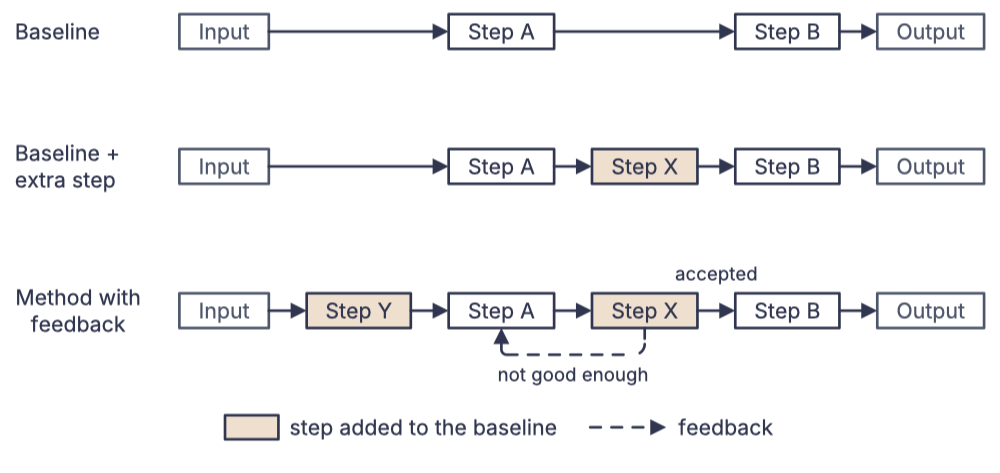 Baseline
Input
Step A
Step B
Output
Baseline +
extra step
Input
Step A
Step X
Step B
Output
accepted
Method with
feedback
Input
Step Y
Step A
Step X
Step B
Output
not good enough
step added to the baseline
feedback